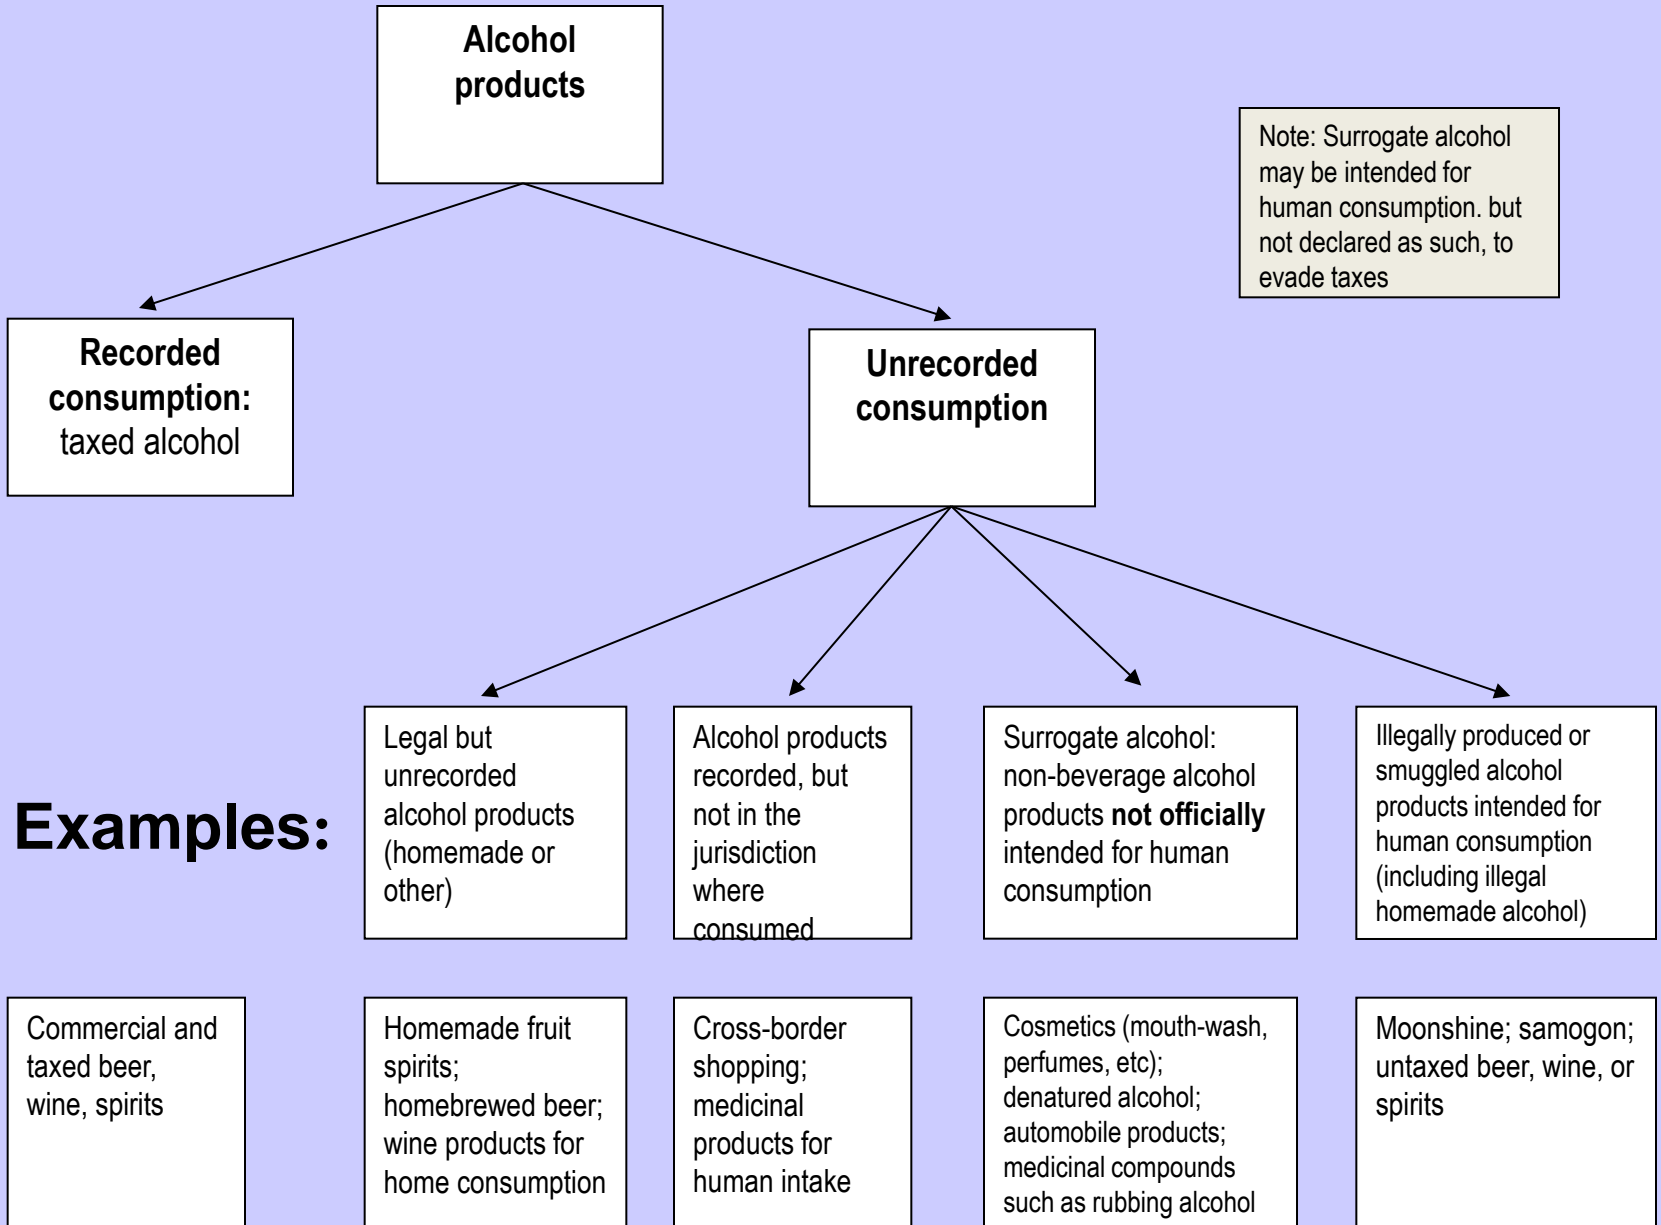 Alcohol
products
Note: Surrogate alcohol
may be intended for
human consumption. but
not declared as such, to
evade taxes
Recorded
consumption:
taxed alcohol
Unrecorded
consumption
Examples:
Legal but
unrecorded
alcohol products
(homemade or
other)
Alcohol products
recorded, but
not in the
jurisdiction
where
consumed
Surrogate alcohol:
non-beverage alcohol
products not officially
intended for human
consumption
Illegally produced or
smuggled alcohol
products intended for
human consumption
(including illegal
homemade alcohol)
Commercial and
taxed beer,
wine, spirits
Homemade fruit
spirits;
homebrewed beer;
wine products for
home consumption
Cross-border
shopping;
medicinal
products for
human intake
Cosmetics (mouth-wash,
perfumes, etc);
denatured alcohol;
automobile products;
medicinal compounds
such as rubbing alcohol
Moonshine; samogon;
untaxed beer, wine, or
spirits